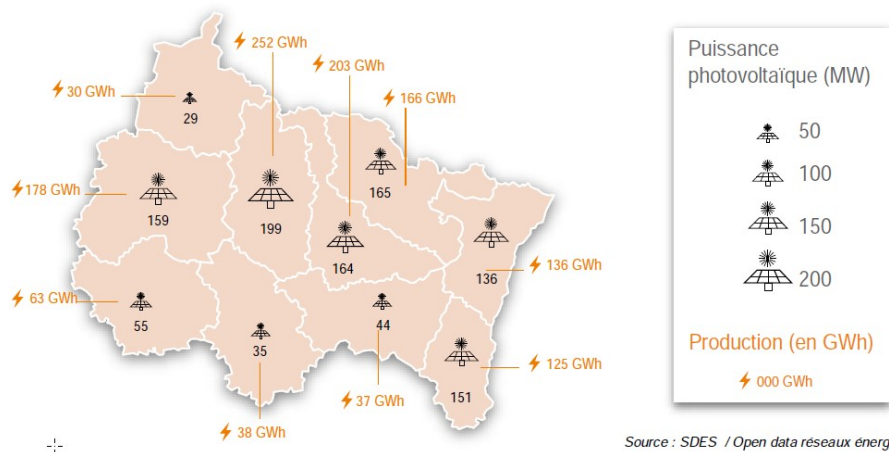 252 GWh
203 GWh
30 GWh
166 GWh
29
178 GWh
165
159
199
164
136
136 GWh
63 GWh
55
44
35
151
125 GWh
37 GWh
38 GWh
Puissance
photovoltaïque (MW)
50
100
150
200
Production (en GWh)
000 GWh
Source : SDES / Open data réseaux énerg